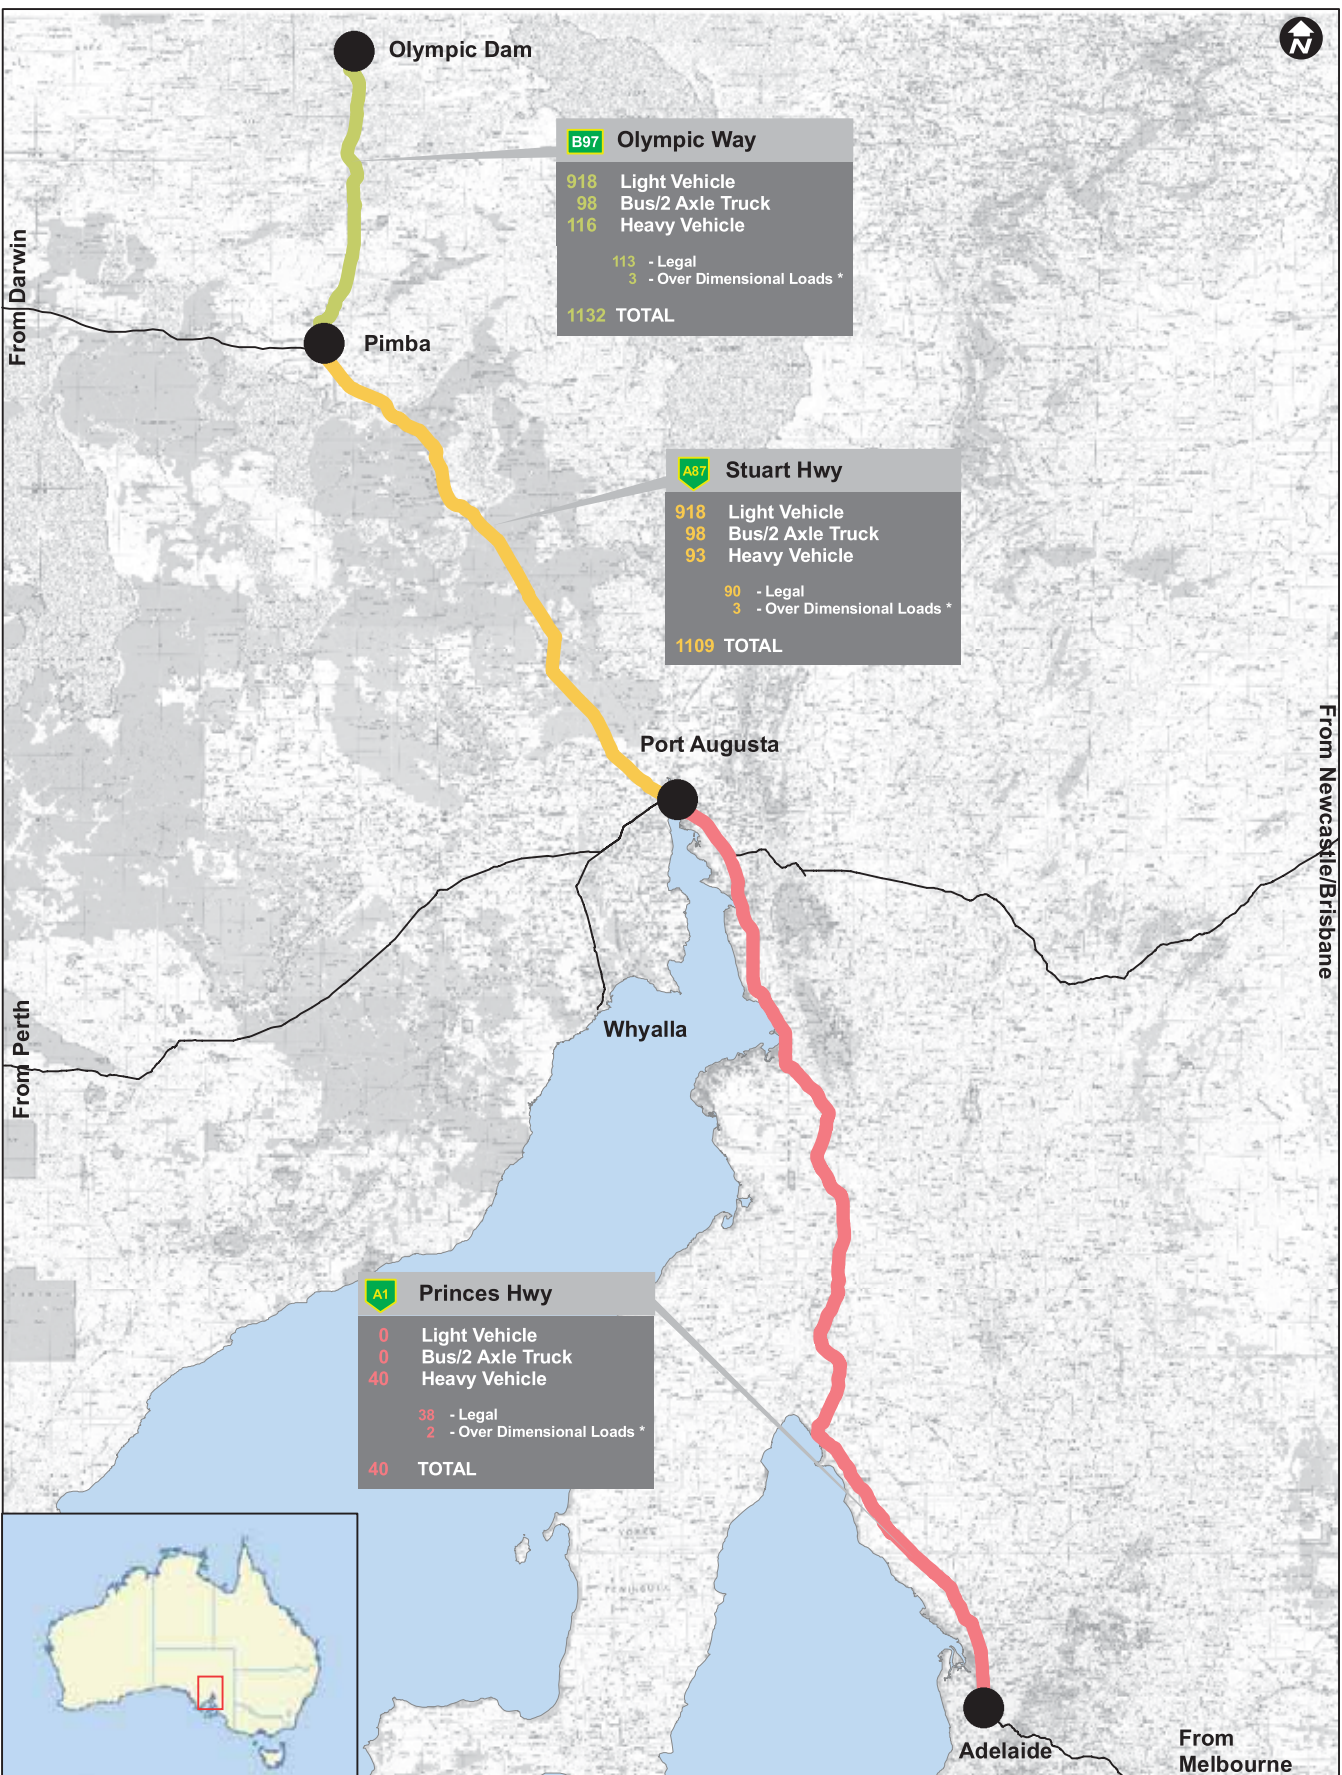 N
Olympic Dam
B97 Olympic Way
918 Light Vehicle
98 Bus/2 Axle Truck
116 Heavy Vehicle
113 - Legal
3 - Over Dimensional Loads *
1132 TOTAL
From Darwin
Pimba
A87 Stuart Hwy
918 Light Vehicle
98 Bus/2 Axle Truck
93 Heavy Vehicle
90 - Legal
3 - Over Dimensional Loads *
1109 TOTAL
Port Augusta
From Newcastle/Brisbane
From Perth
Whyalla
A1 Princes Hwy
0 Light Vehicle
0 Bus/2 Axle Truck
40 Heavy Vehicle
38 - Legal
2 - Over Dimensional Loads *
40 TOTAL
Adelaide
From
Melbourne